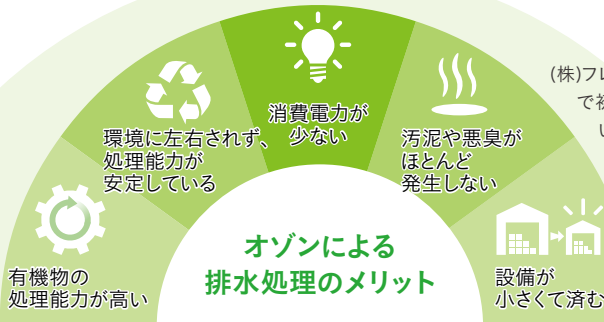 消費電力が
少ない
環境に左右されず、
処理能力が
安定している
汚泥や悪臭が
ほとんど
発生しない
有機物の
処理能力が高い
設備が
小さくて済む
オゾンによる
排水処理のメリット
(株)フレ
で初
い